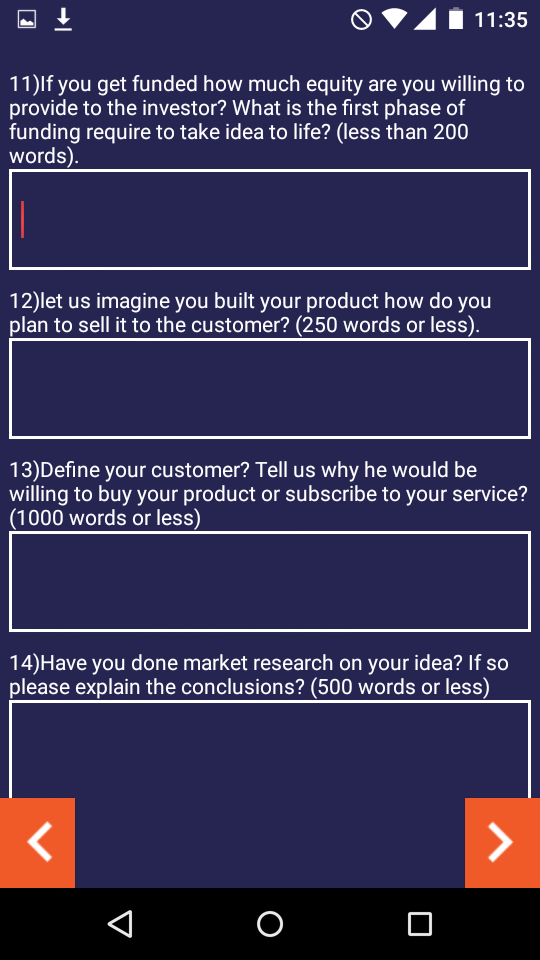 11:35
11)If you get funded how much equity are you willing to
provide to the investor? What is the first phase of
funding require to take idea to life? (less than 200
words).
12)let us imagine you built your product how do you
plan to sell it to the customer? (250 words or less).
13)Define your customer? Tell us why he would be
willing to buy your product or subscribe to your service?
(1000 words or less)
14)Have you done market research on your idea? If so
please explain the conclusions? (500 words or less)